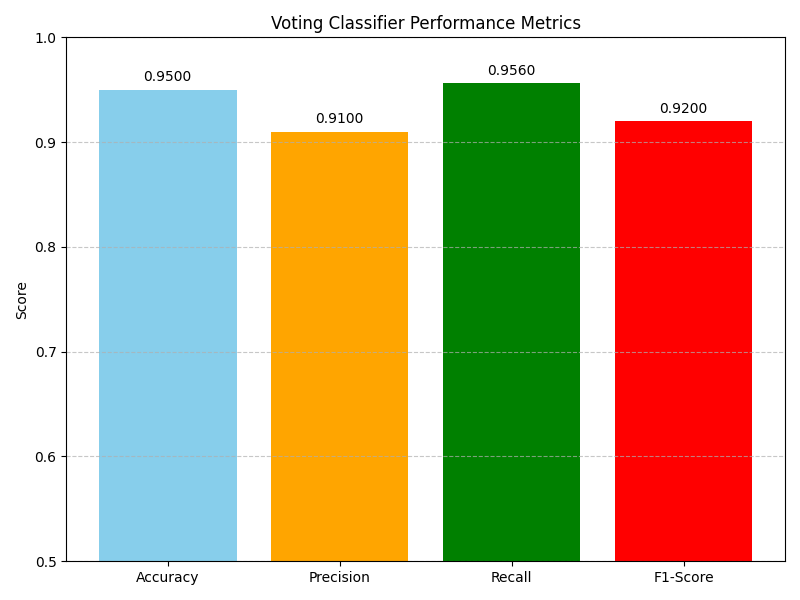 Voting Classifier Performance Metrics
1.0
0.9
0.8
0.7
0.6
0.5
Score
0.9500
0.9100
0.9560
0.9200
Accuracy
Precision
Recall
F1-Score